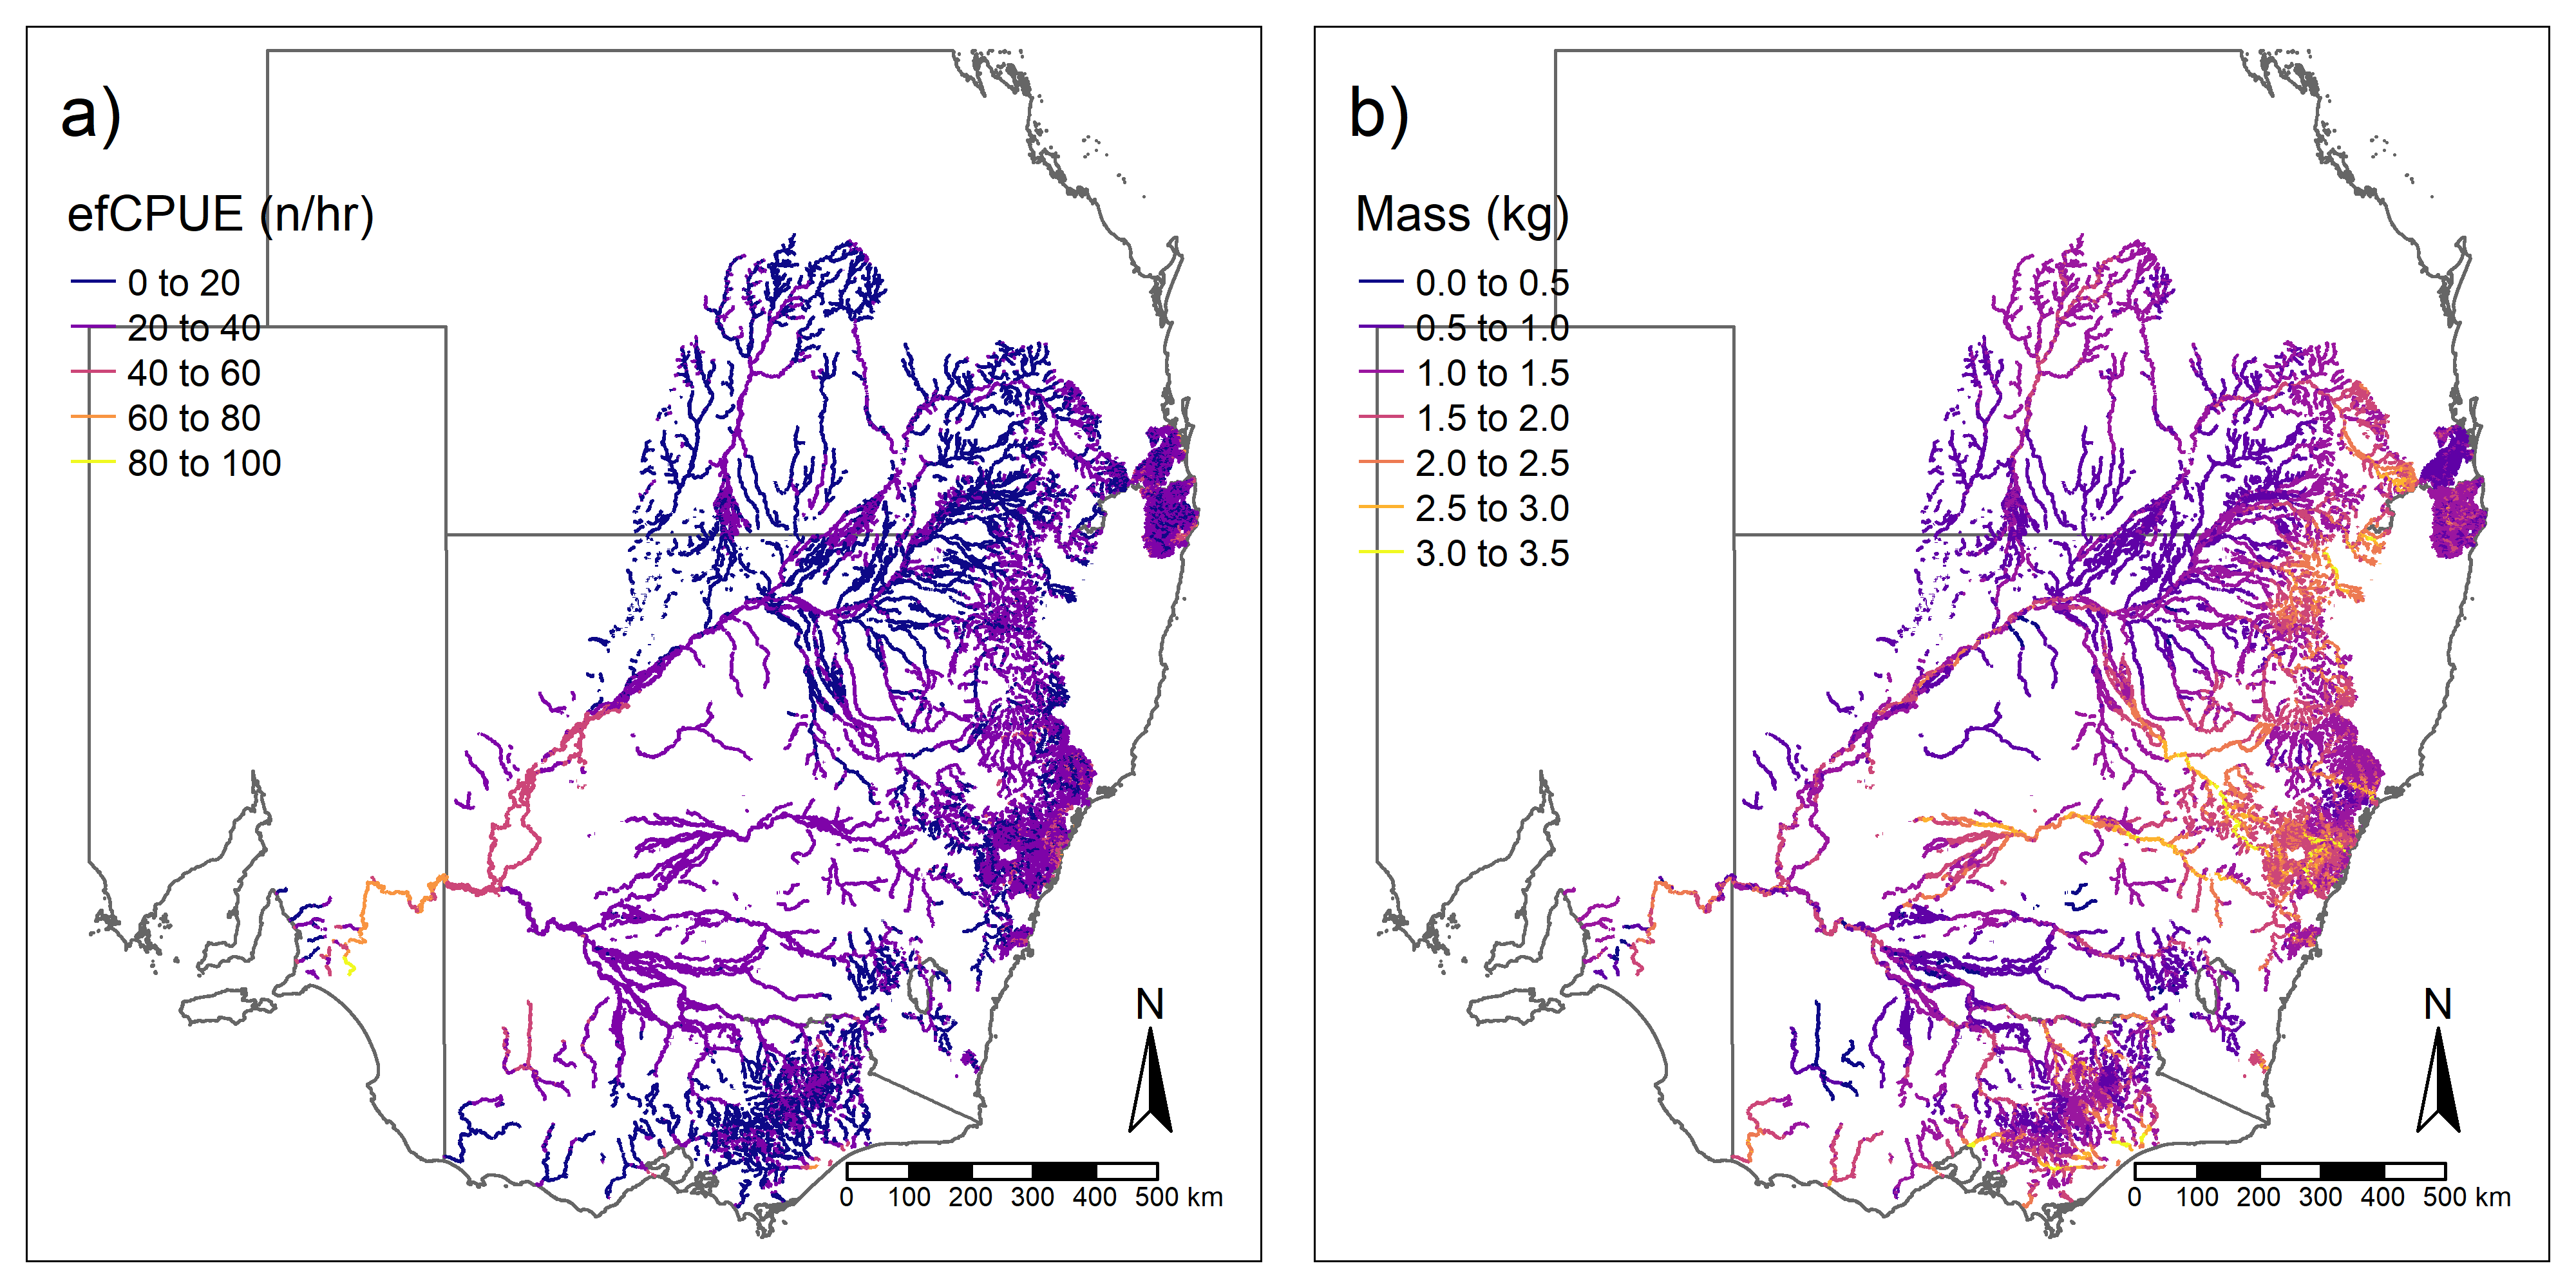 a)
efCPUE (n/hr)
0 to 20
20 to 40
40 to 60
60 to 80
80 to 100
N
0 100 200 300 400 500 km
b)
Mass (kg)
0.0 to 0.5
0.5 to 1.0
1.0 to 1.5
1.5 to 2.0
2.0 to 2.5
2.5 to 3.0
3.0 to 3.5
N
0 100 200 300 400 500 km